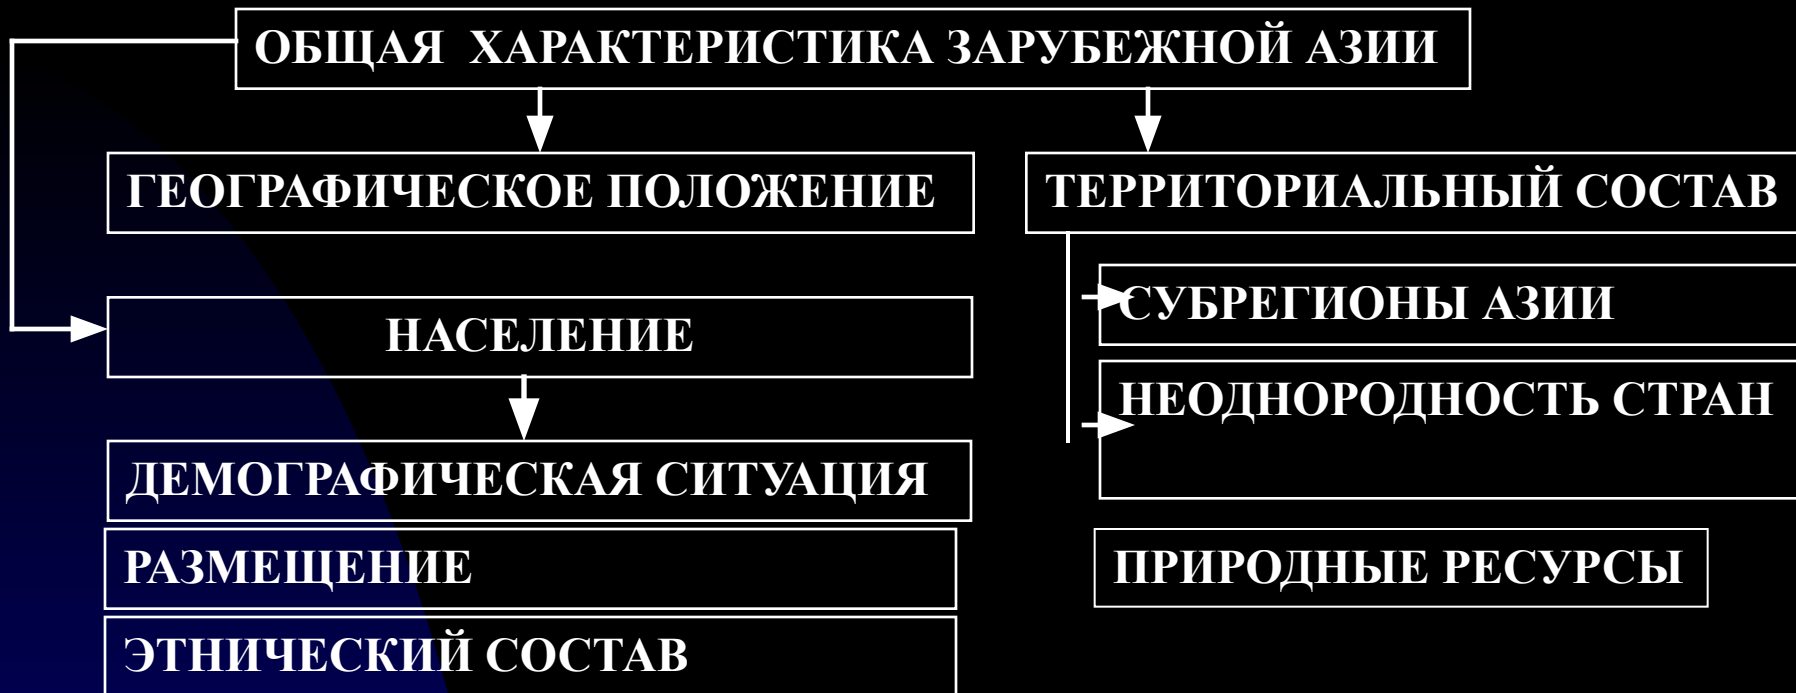 ОБЩАЯ ХАРАКТЕРИСТИКА ЗАРУБЕЖНОЙ АЗИИ
ГЕОГРАФИЧЕСКОЕ ПОЛОЖЕНИЕ
ТЕРРИТОРИАЛЬНЫЙ СОСТАВ
СУБРЕГИОНЫ АЗИИ
НЕОДНОРОДНОСТЬ СТРАН
НАСЕЛЕНИЕ
ДЕМОГРАФИЧЕСКАЯ СИТУАЦИЯ
РАЗМЕЩЕНИЕ
ЭТНИЧЕСКИЙ СОСТАВ
ПРИРОДНЫЕ РЕСУРСЫ